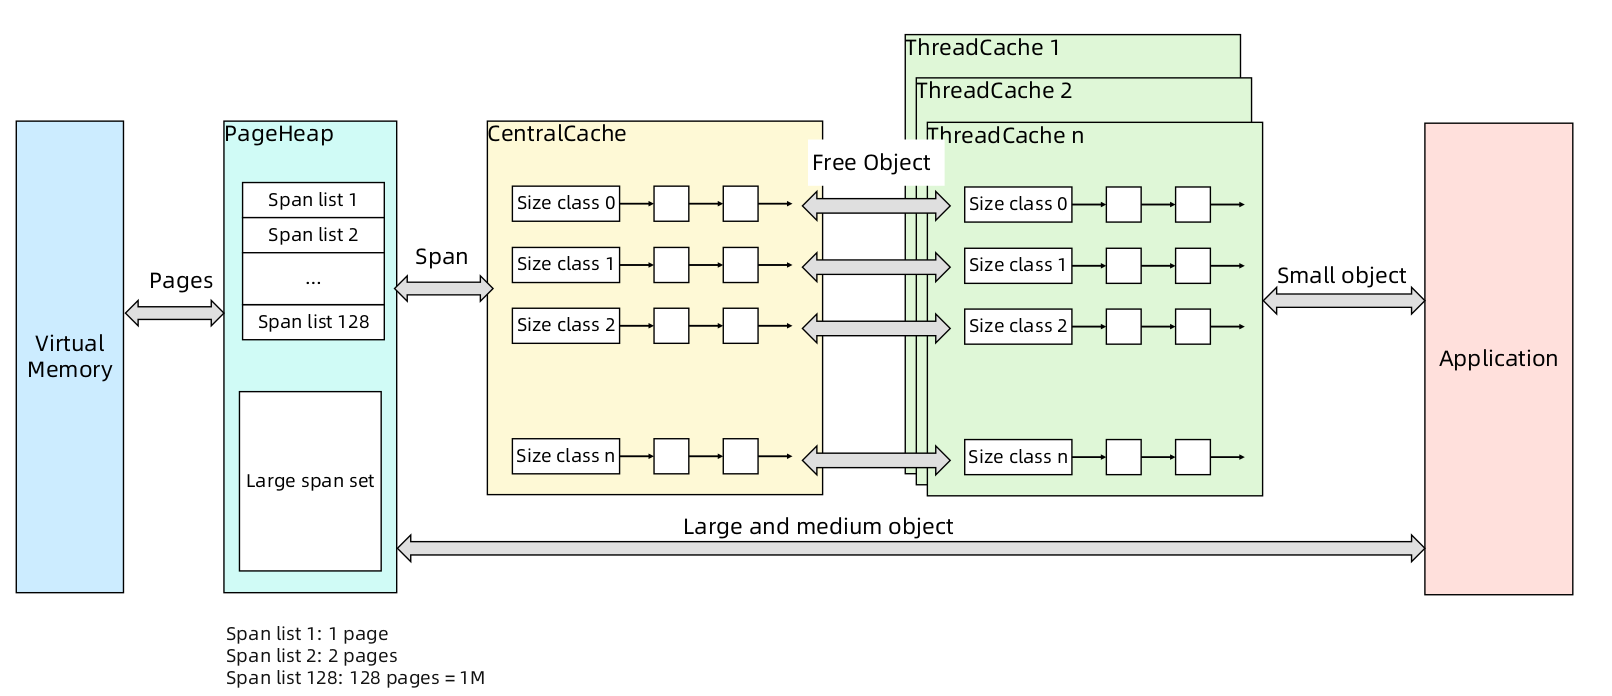 ThreadCache 1
ThreadCache 2
ThreadCache n
PageHeap
CentralCache
Free Object
Span list 1
Span list 2
...
Span list 128
Size class 0
Size class 1
Size class 2
Size class n
Size class 0
Size class 1
Size class 2
Size class n
Pages
Span
Small object
Virtual
Memory
Application
Large span set
Large and medium object
Span list 1: 1 page
Span list 2: 2 pages
Span list 128: 128 pages = 1M